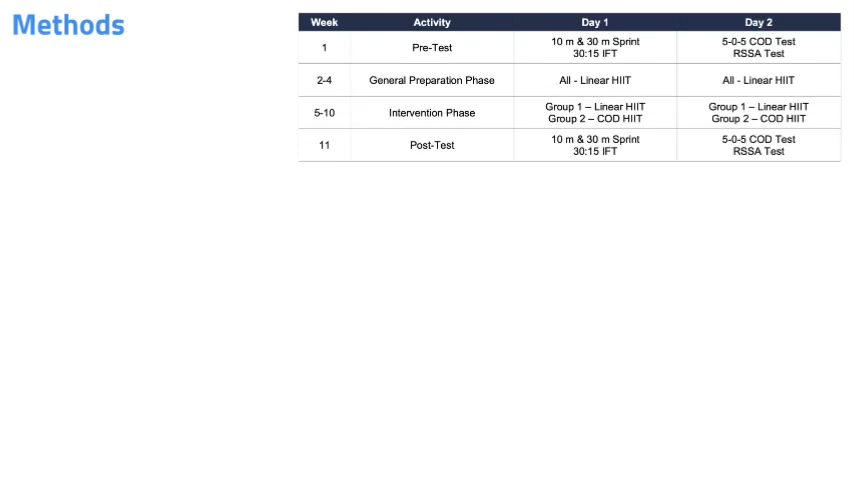 Methods
Week Activity Day 1 Day 2
1 Pre-Test 10 m & 30 m Sprint 5-0-5 COD Test
30:15 IFT RSSA Test
2-4 General Preparation Phase All - Linear HIIT All - Linear HIIT
5-10 Intervention Phase Group 1 – Linear HIIT Group 1 – Linear HIIT
Group 2 – COD HIIT Group 2 – COD HIIT
11 Post-Test 10 m & 30 m Sprint 5-0-5 COD Test
30:15 IFT RSSA Test